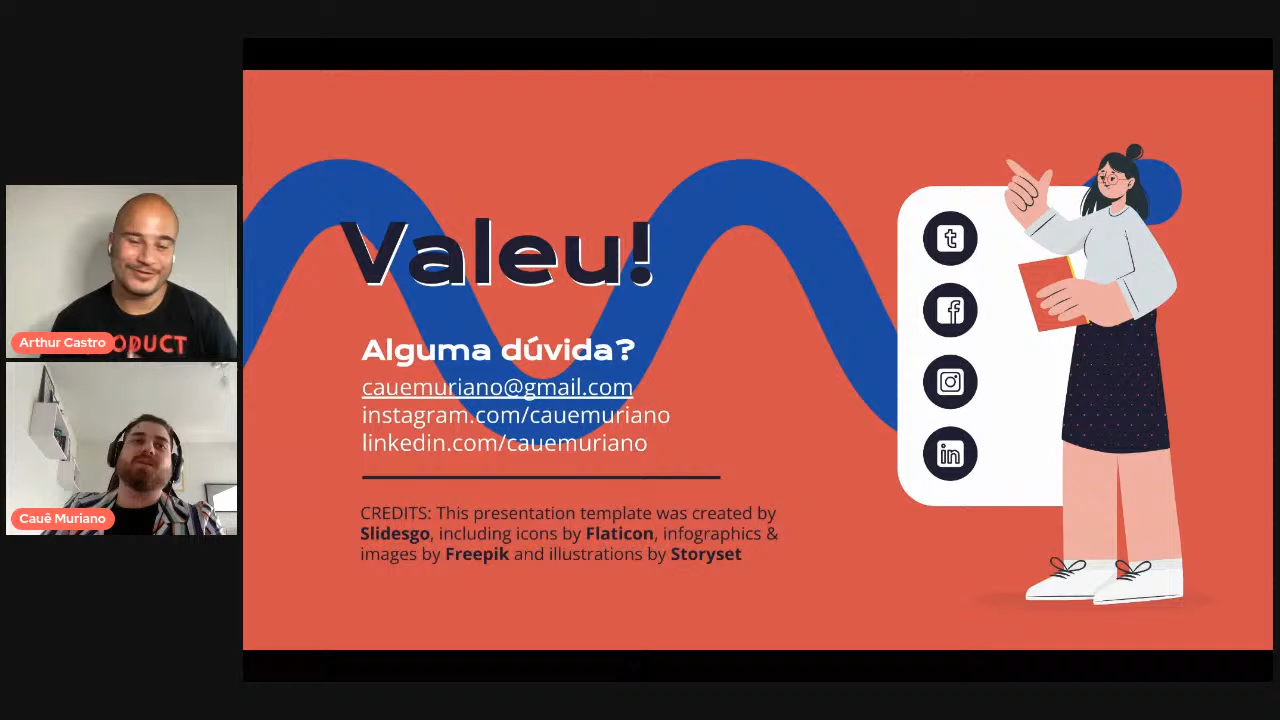 Arthur Castro
PRODUCT
Cauê Muriano
Valeu!
Alguma dúvida?
cauemuriano@gmail.com
instagram.com/cauemuriano
linkedin.com/cauemuriano
CREDITS: This presentation template was created by
Slidesgo, including icons by Flaticon, infographics &
images by Freepik and illustrations by Storyset